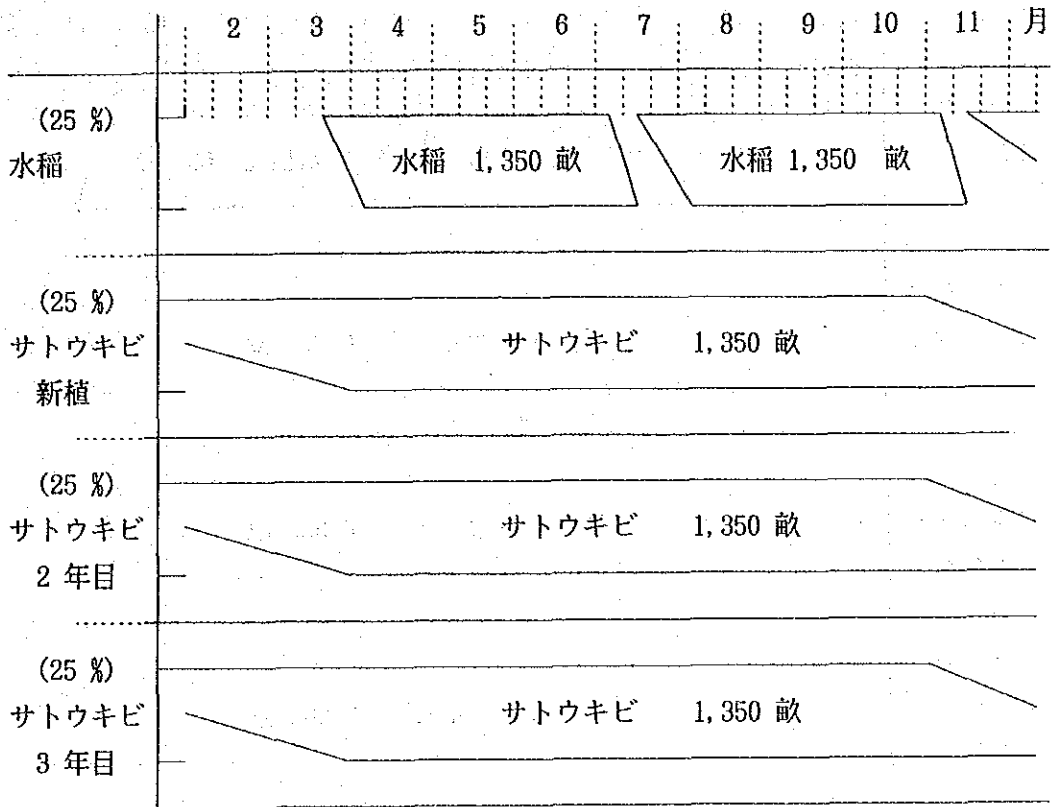 2 3 4 5 6 7 8 9 10 11 月
(25 %)
水稲
水稲 1,350 畝
水稲 1,350 畝
(25 %)
サトウキビ
新植
サトウキビ 1,350 畝
(25 %)
サトウキビ
2 年目
サトウキビ 1,350 畝
(25 %)
サトウキビ
3 年目
サトウキビ 1,350 畝